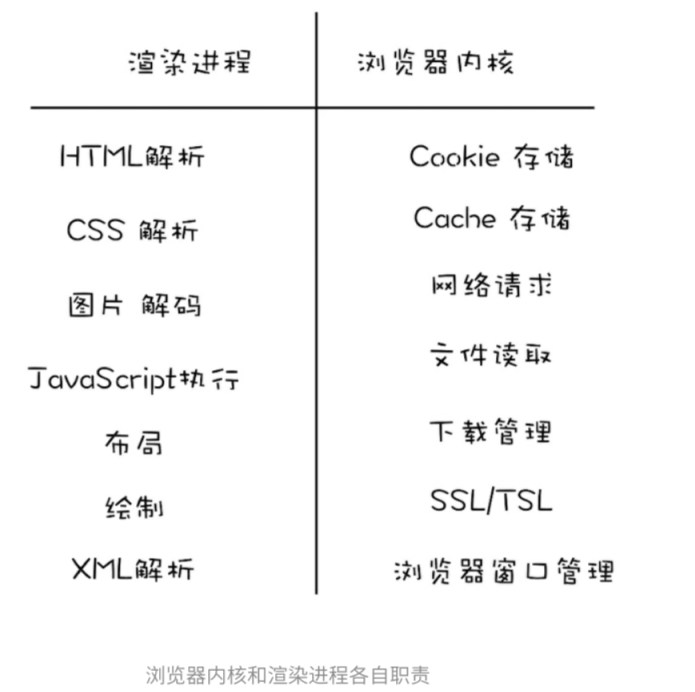 渲染进程 浏览器内核
HTML解析 Cookie 存储
CSS 解析 Cache 存储
图片 解码 网络请求
JavaScript执行 文件读取
布局 下载管理
绘制 SSL/TSL
XML解析 浏览器窗口管理
浏览器内核和渲染进程各自职责